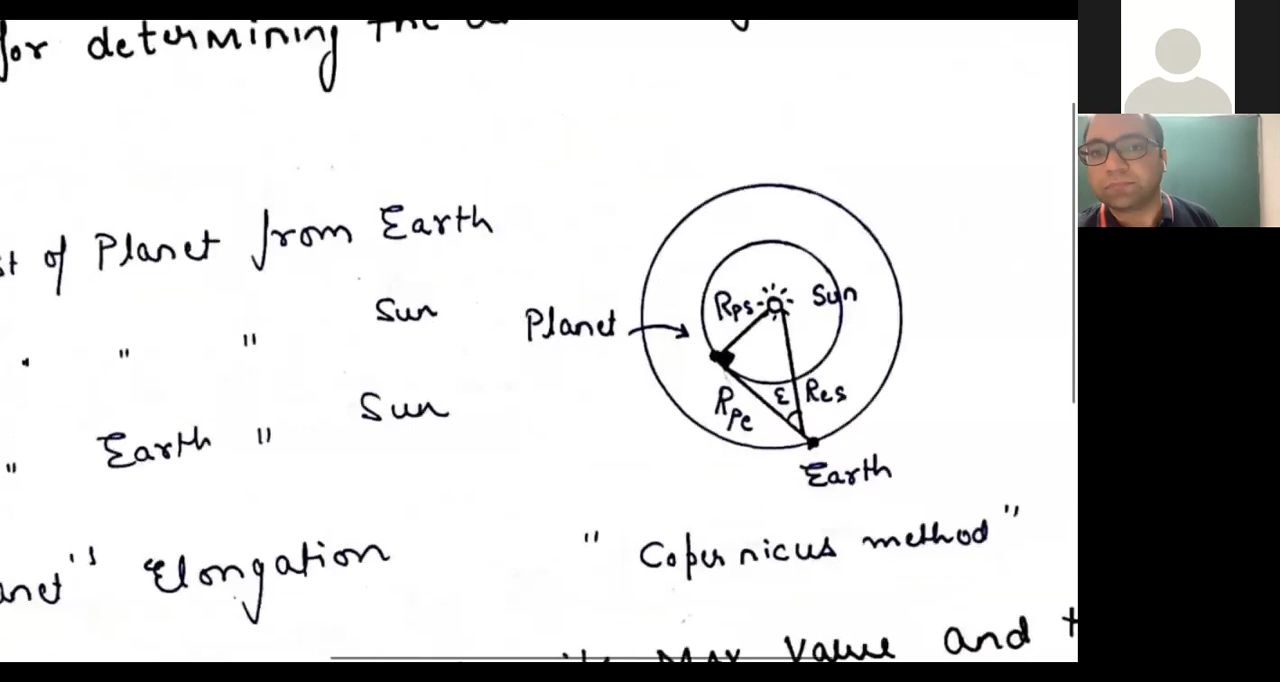 for determining the
of Planet from Earth
" " Sun
" Earth " Sun
Elongation
Planet
Rps
Sun
Rpe
ε
Res
Earth
" Copernicus method "
Max Value and